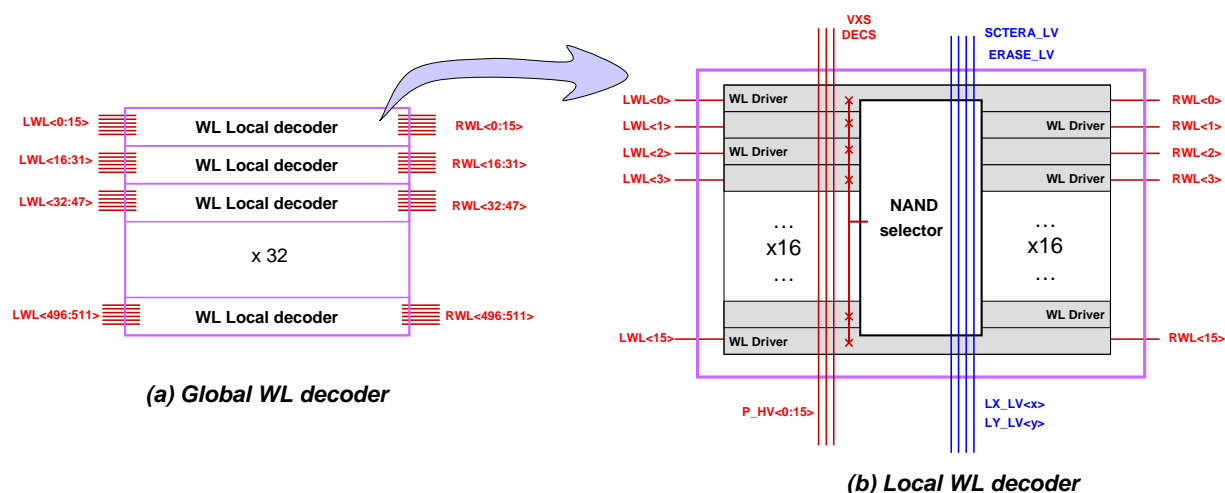 VXS
DECS
SCTERA_LV
ERASE_LV
LWL<0:15>
WL Local decoder
RWL<0:15>
LWL<16:31>
WL Local decoder
RWL<16:31>
LWL<32:47>
WL Local decoder
RWL<32:47>
x 32
LWL<496:511>
WL Local decoder
RWL<496:511>
(a) Global WL decoder
LWL<0>
WL Driver
RWL<0>
LWL<1>
WL Driver
RWL<1>
LWL<2>
WL Driver
RWL<2>
LWL<3>
WL Driver
RWL<3>
NAND
selector
...
x16
...
...
x16
...
WL Driver
LWL<15>
WL Driver
RWL<15>
P_HV<0:15>
LX_LV<x>
LY_LV<y>
(b) Local WL decoder